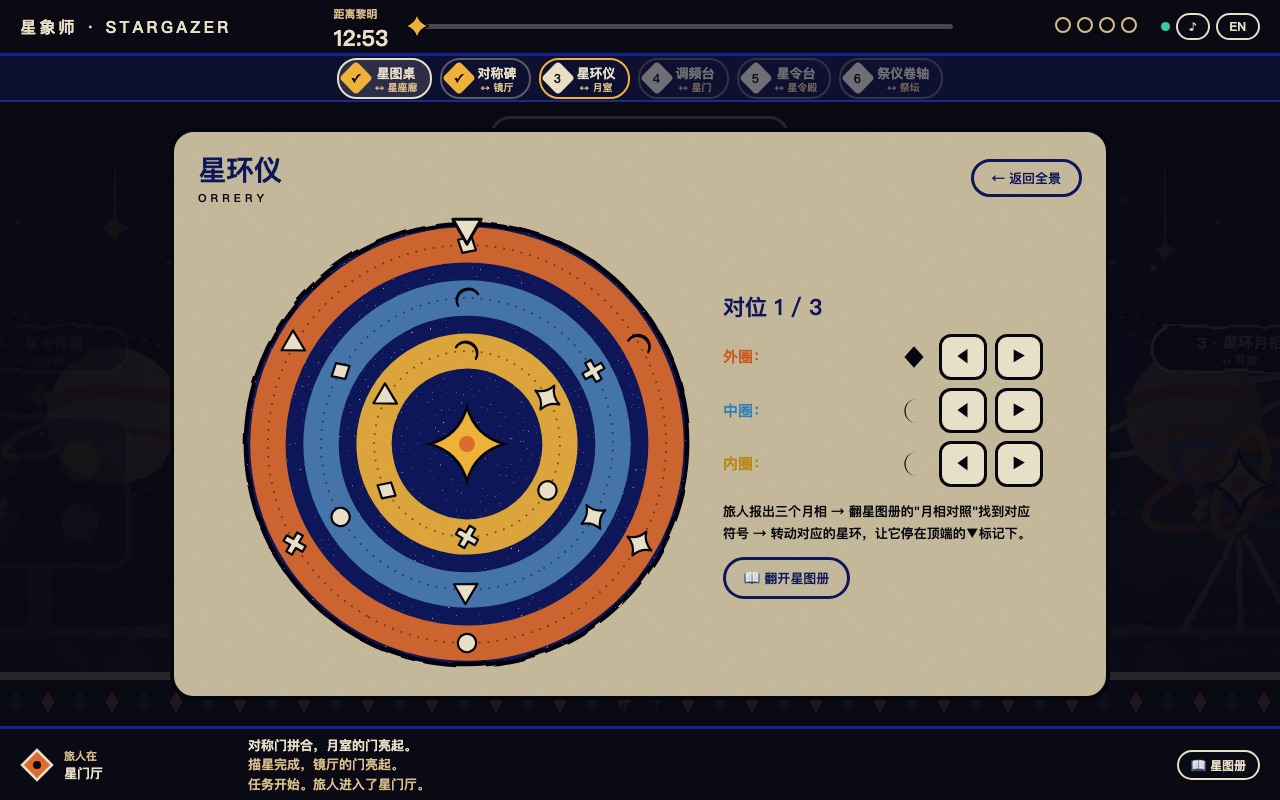 星象师 · STARGAZER
距离黎明
12:53
♪
EN
✓ 星图桌
↔ 星座廊
✓ 对称碑
↔ 镜厅
3 星环仪
↔ 月室
4 调频台
↔ 星门
5 星令台
↔ 星令殿
6 祭仪卷轴
↔ 祭坛
星环仪
ORRERY
← 返回全景
对位 1 / 3
外圈:
中圈:
内圈:
旅人报出三个月相 → 翻星图册的"月相对照"找到对应
符号 → 转动对应的星环，让它停在顶端的▼标记下。
📖 翻开星图册
旅人在
星门厅
对称门拼合，月室的门亮起。
描星完成，镜厅的门亮起。
任务开始。旅人进入了星门厅。
📖 星图册